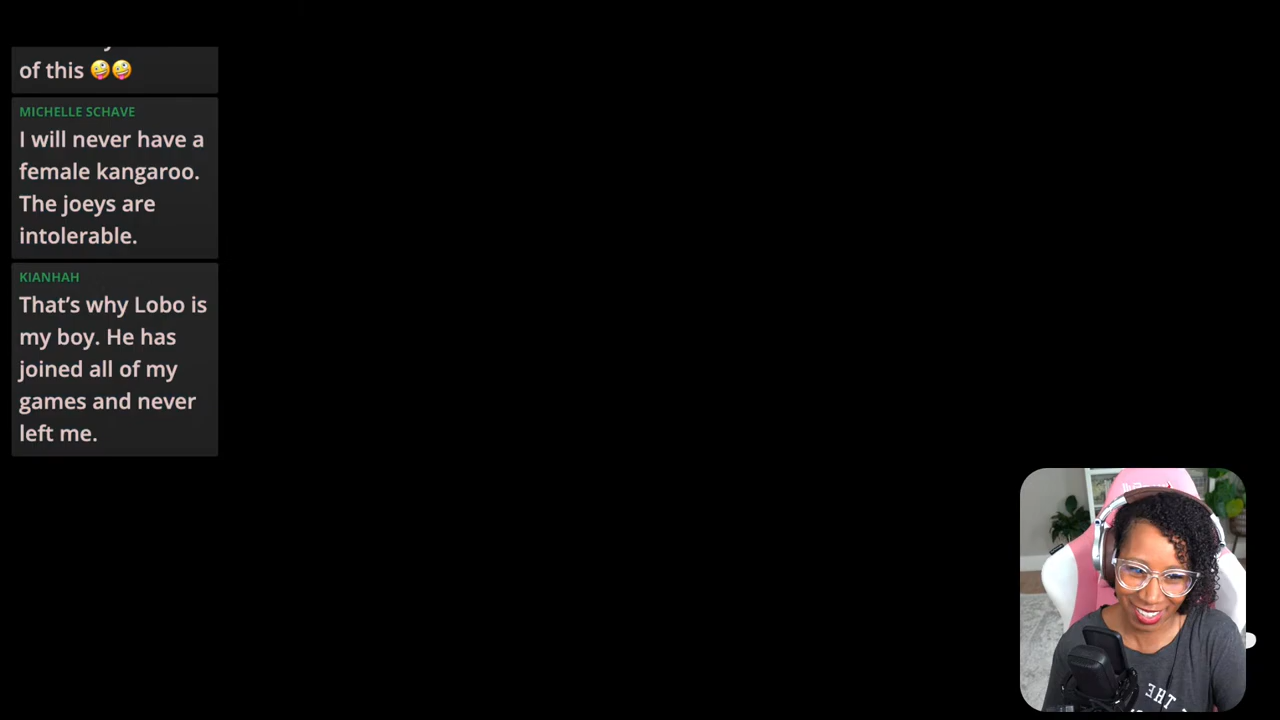 of this 🤪🤪
MICHELLE SCHAVE
I will never have a
female kangaroo.
The joeys are
intolerable.
KIANHAH
That’s why Lobo is
my boy. He has
joined all of my
games and never
left me.
THE